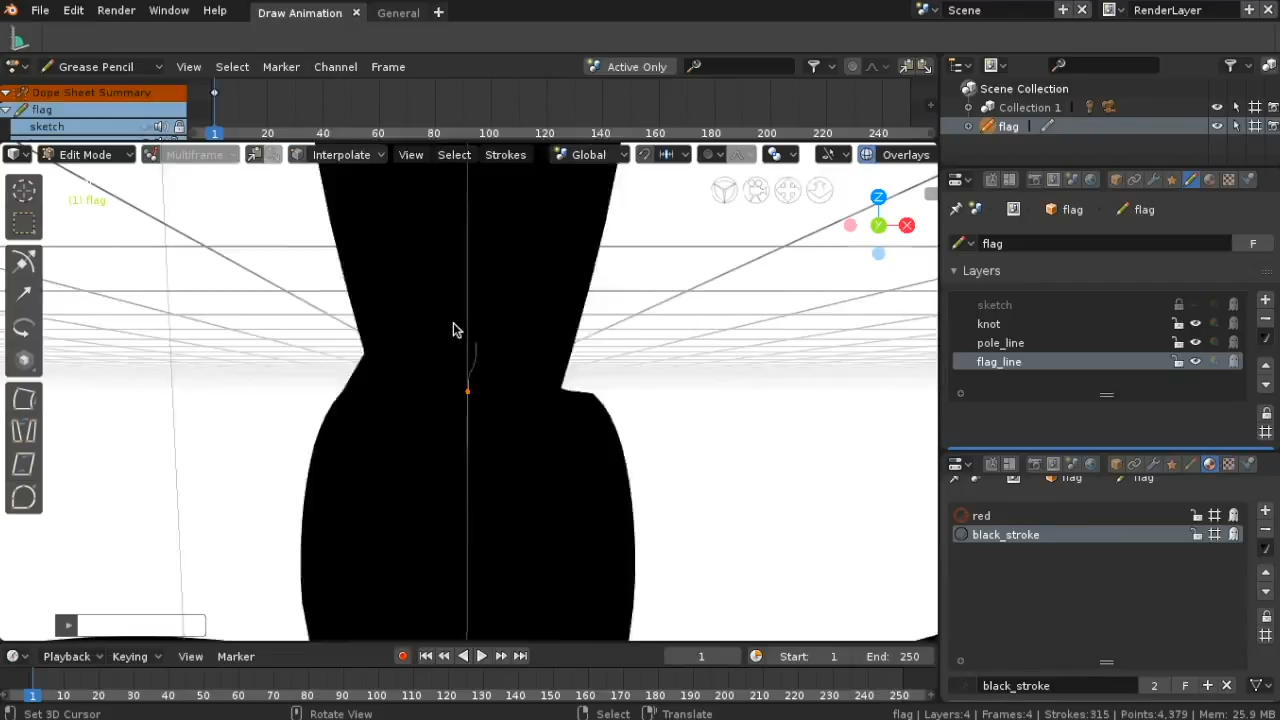 File Edit Render Window Help Draw Animation General Scene RenderLayer
Grease Pencil View Select Marker Channel Frame Active Only
Dope Sheet Summary
flag
sketch
1 20 40 60 80 100 120 140 160 180 200 220 240
Edit Mode Multiframe Interpolate View Select Strokes Global Overlays
(1) flag
Z
Y
X
Scene Collection
Collection 1
flag
flag flag
flag F
Layers
sketch
knot
pole_line
flag_line
flag flag
red
black_stroke
black_stroke 2 F
Playback Keying View Marker 1 Start: 1 End: 250
1 10 20 30 40 50 60 70 80 90 100 110 120 130 140 150 160 170 180 190 200 210 220 230 240 250
Set 3D Cursor Rotate View Select Translate flag | Layers:4 | Frames:4 | Strokes:315 | Points:4,379 | Mem: 25.9 MB